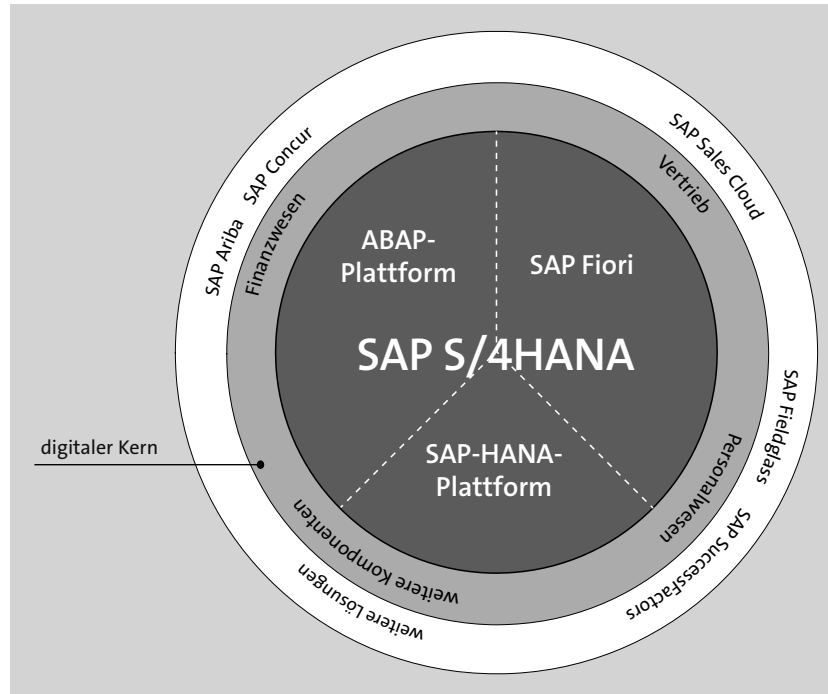 SAP Ariba
SAP Concur
SAP Sales Cloud
SAP Fieldglass
SAP SuccessFactors
weitere Lösungen
Finanzwesen
Vertrieb
Personalwesen
weitere Komponenten
ABAP-
Plattform
SAP Fiori
SAP S/4HANA
SAP-HANA-
Plattform
digitaler Kern